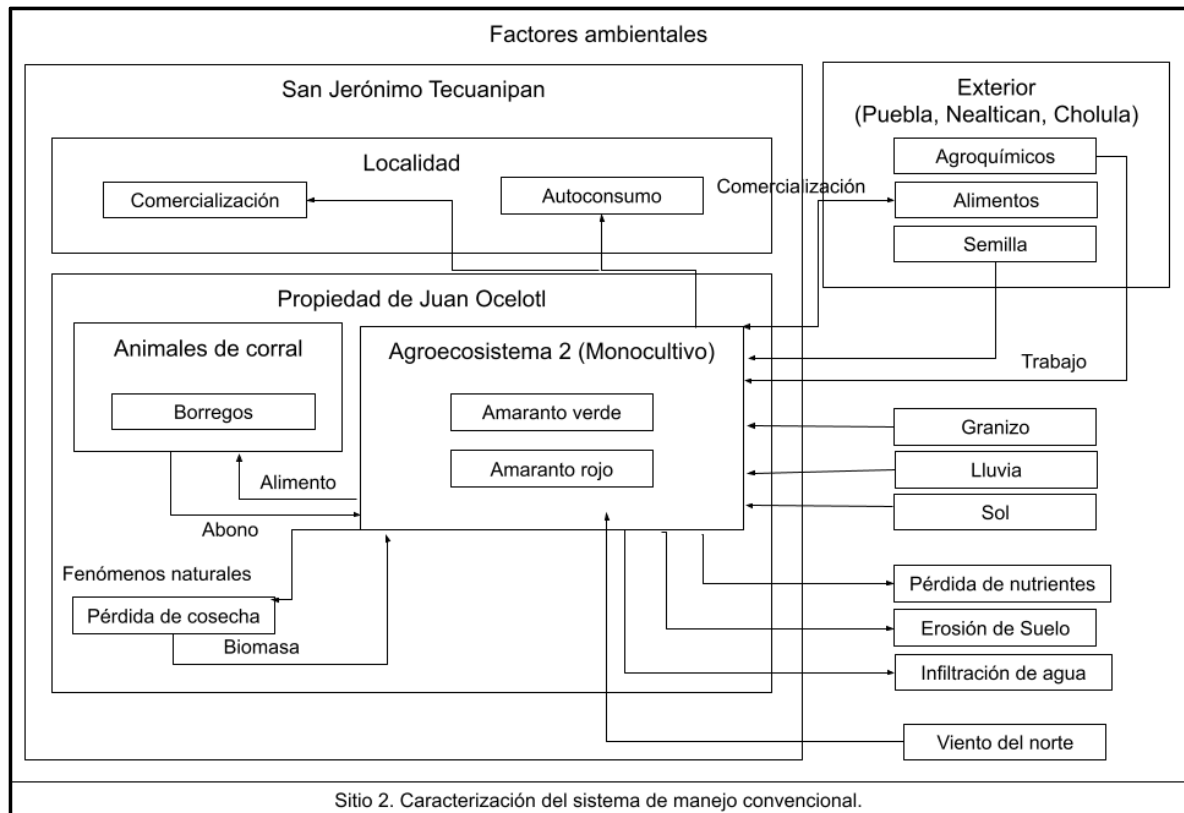 Factores ambientales
San Jerónimo Tecuanipan
Exterior
(Puebla, Nealtican, Cholula)
Localidad
Agroquímicos
Comercialización
Autoconsumo
Comercialización
Alimentos
Semilla
Propiedad de Juan Ocelotl
Animales de corral
Agroecosistema 2 (Monocultivo)
Trabajo
Borregos
Amaranto verde
Granizo
Amaranto rojo
Lluvia
Alimento
Sol
Abono
Fenómenos naturales
Pérdida de nutrientes
Pérdida de cosecha
Erosión de Suelo
Biomasa
Infiltración de agua
Viento del norte
Sitio 2. Caracterización del sistema de manejo convencional.